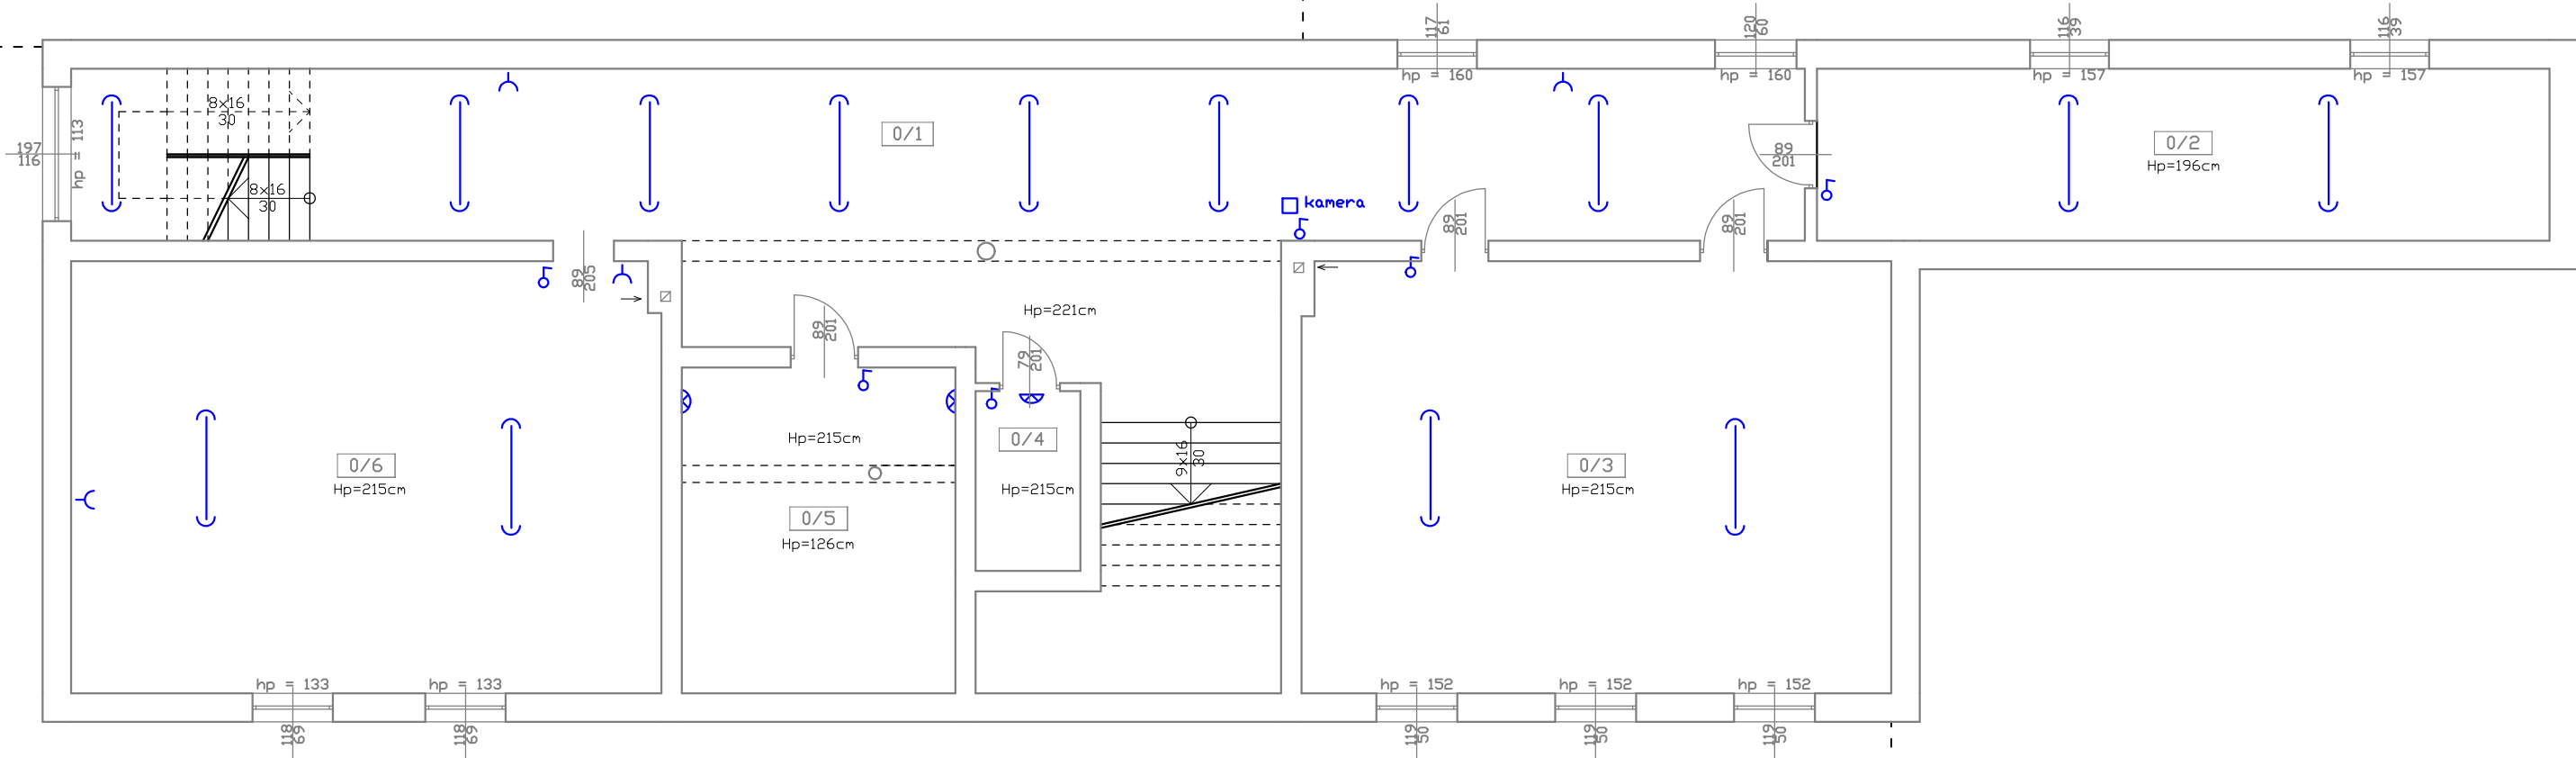 117
61
120
60
116
39
116
39
hp = 160
hp = 160
hp = 157
hp = 157
8x16
30
197
116
hp = 113
0/1
89
201
0/2
Hp=196cm
8x16
30
kamera
89
201
89
201
89
205
Hp=221cm
89
201
79
201
Hp=215cm
0/4
9x16
30
0/6
Hp=215cm
Hp=215cm
0/3
Hp=215cm
0/5
Hp=126cm
hp = 133
hp = 133
hp = 152
hp = 152
hp = 152
118
69
118
69
119
50
119
50
119
50